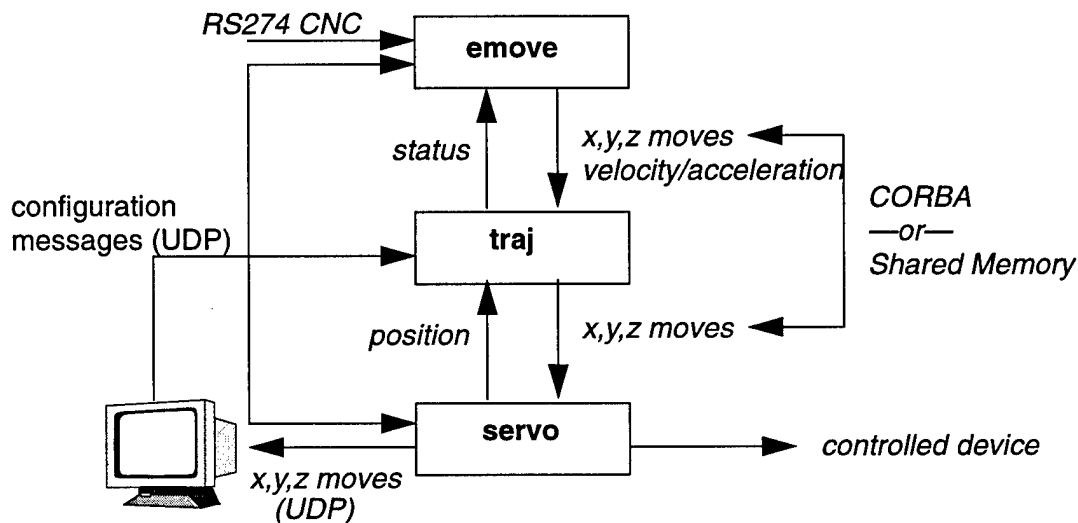 RS274 CNC
emove
status
x,y,z moves
velocity/acceleration
CORBA
—or—
Shared Memory
configuration
messages (UDP)
traj
position
x,y,z moves
servo
controlled device
x,y,z moves
(UDP)